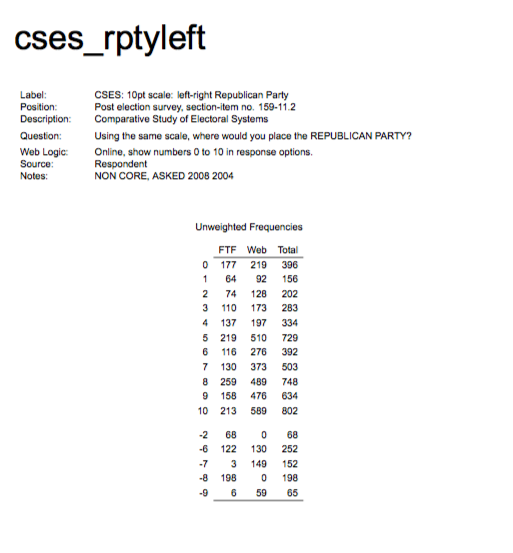 cses_rptyleft
Label: CSES: 10pt scale: left-right Republican Party
Position: Post election survey, section-item no. 159-11.2
Description: Comparative Study of Electoral Systems
Question: Using the same scale, where would you place the REPUBLICAN PARTY?
Web Logic: Online, show numbers 0 to 10 in response options.
Source: Respondent
Notes: NON CORE, ASKED 2008 2004
Unweighted Frequencies
FTF Web Total
0 177 219 396
1 64 92 156
2 74 128 202
3 110 173 283
4 137 197 334
5 219 510 729
6 116 276 392
7 130 373 503
8 259 489 748
9 158 476 634
10 213 589 802
-2 68 0 68
-6 122 130 252
-7 3 149 152
-8 198 0 198
-9 6 59 65